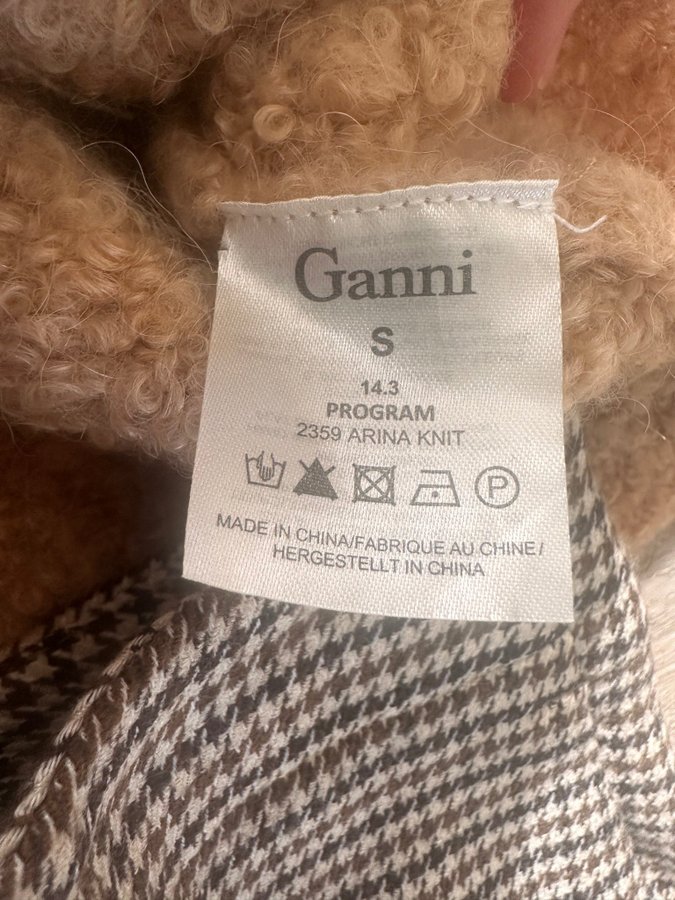 Ganni
S
14.3
PROGRAM
2359 ARINA KNIT
P
MADE IN CHINA/FABRIQUE AU CHINE/
HERGESTELLT IN CHINA